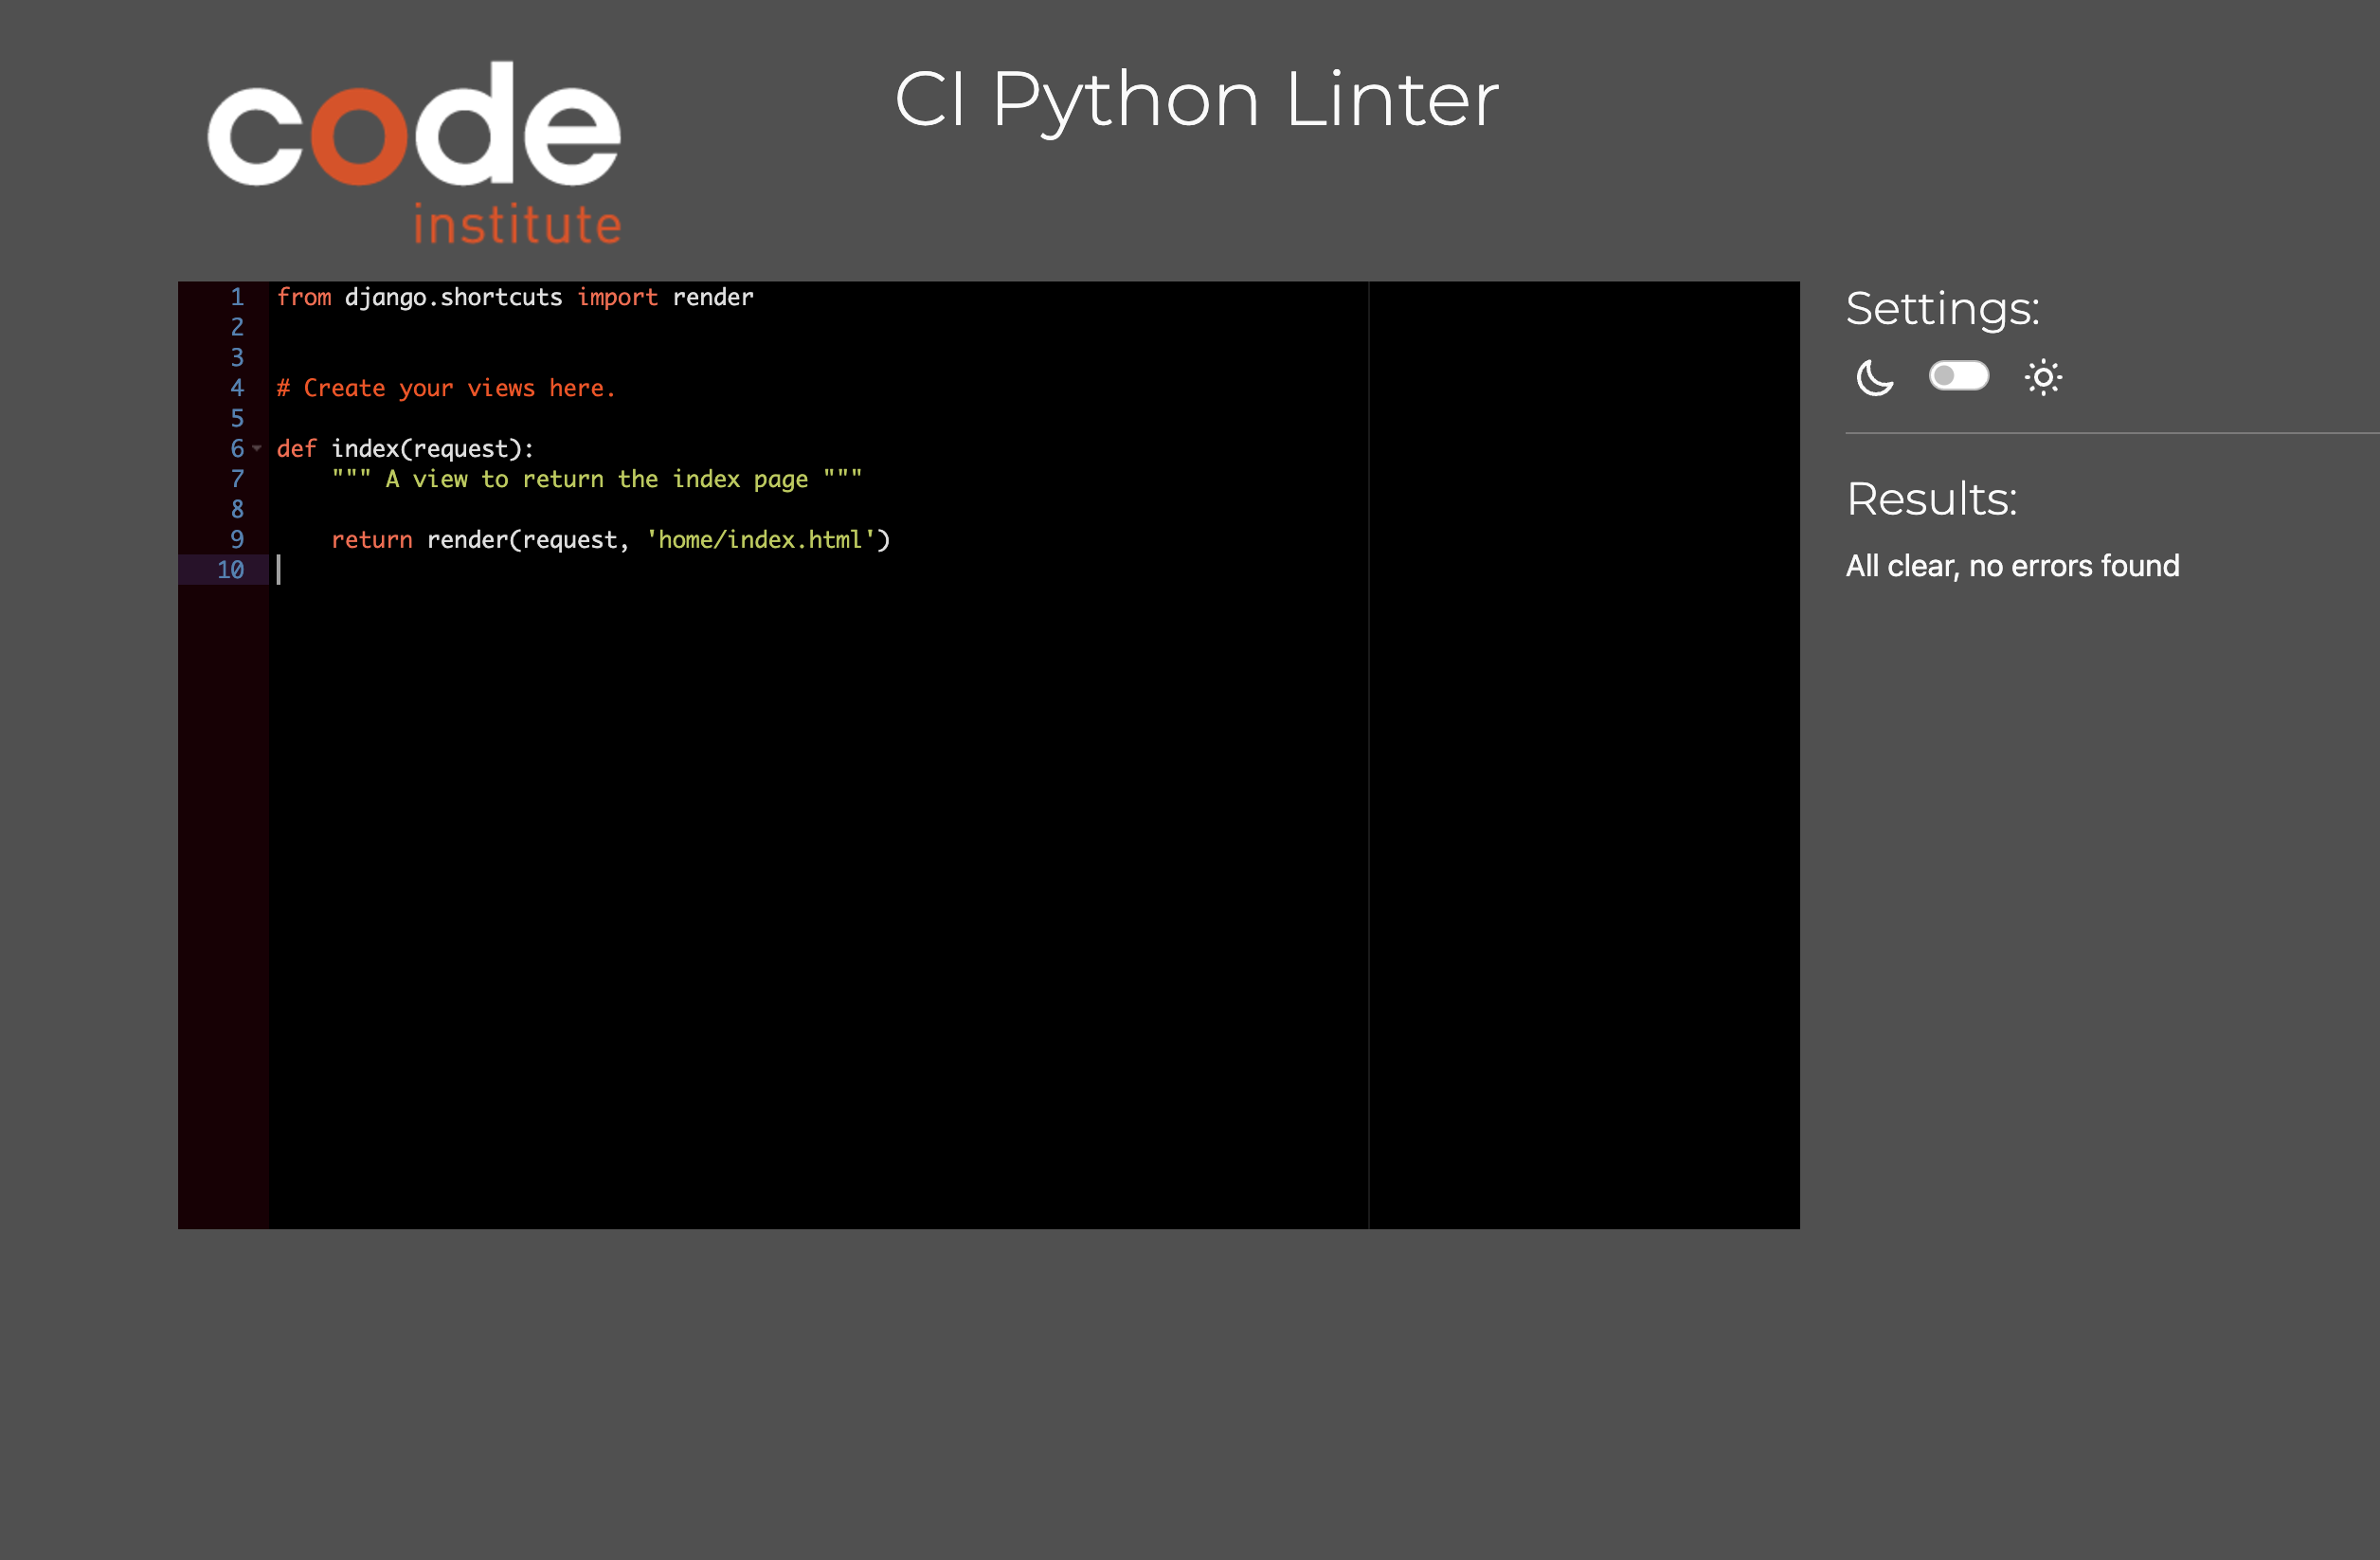 code
institute
CI Python Linter
1 from django.shortcuts import render
2
3
4 # Create your views here.
5
6 def index(request):
7     """ A view to return the index page """
8
9     return render(request, 'home/index.html')
10
Settings:
Results:
All clear, no errors found